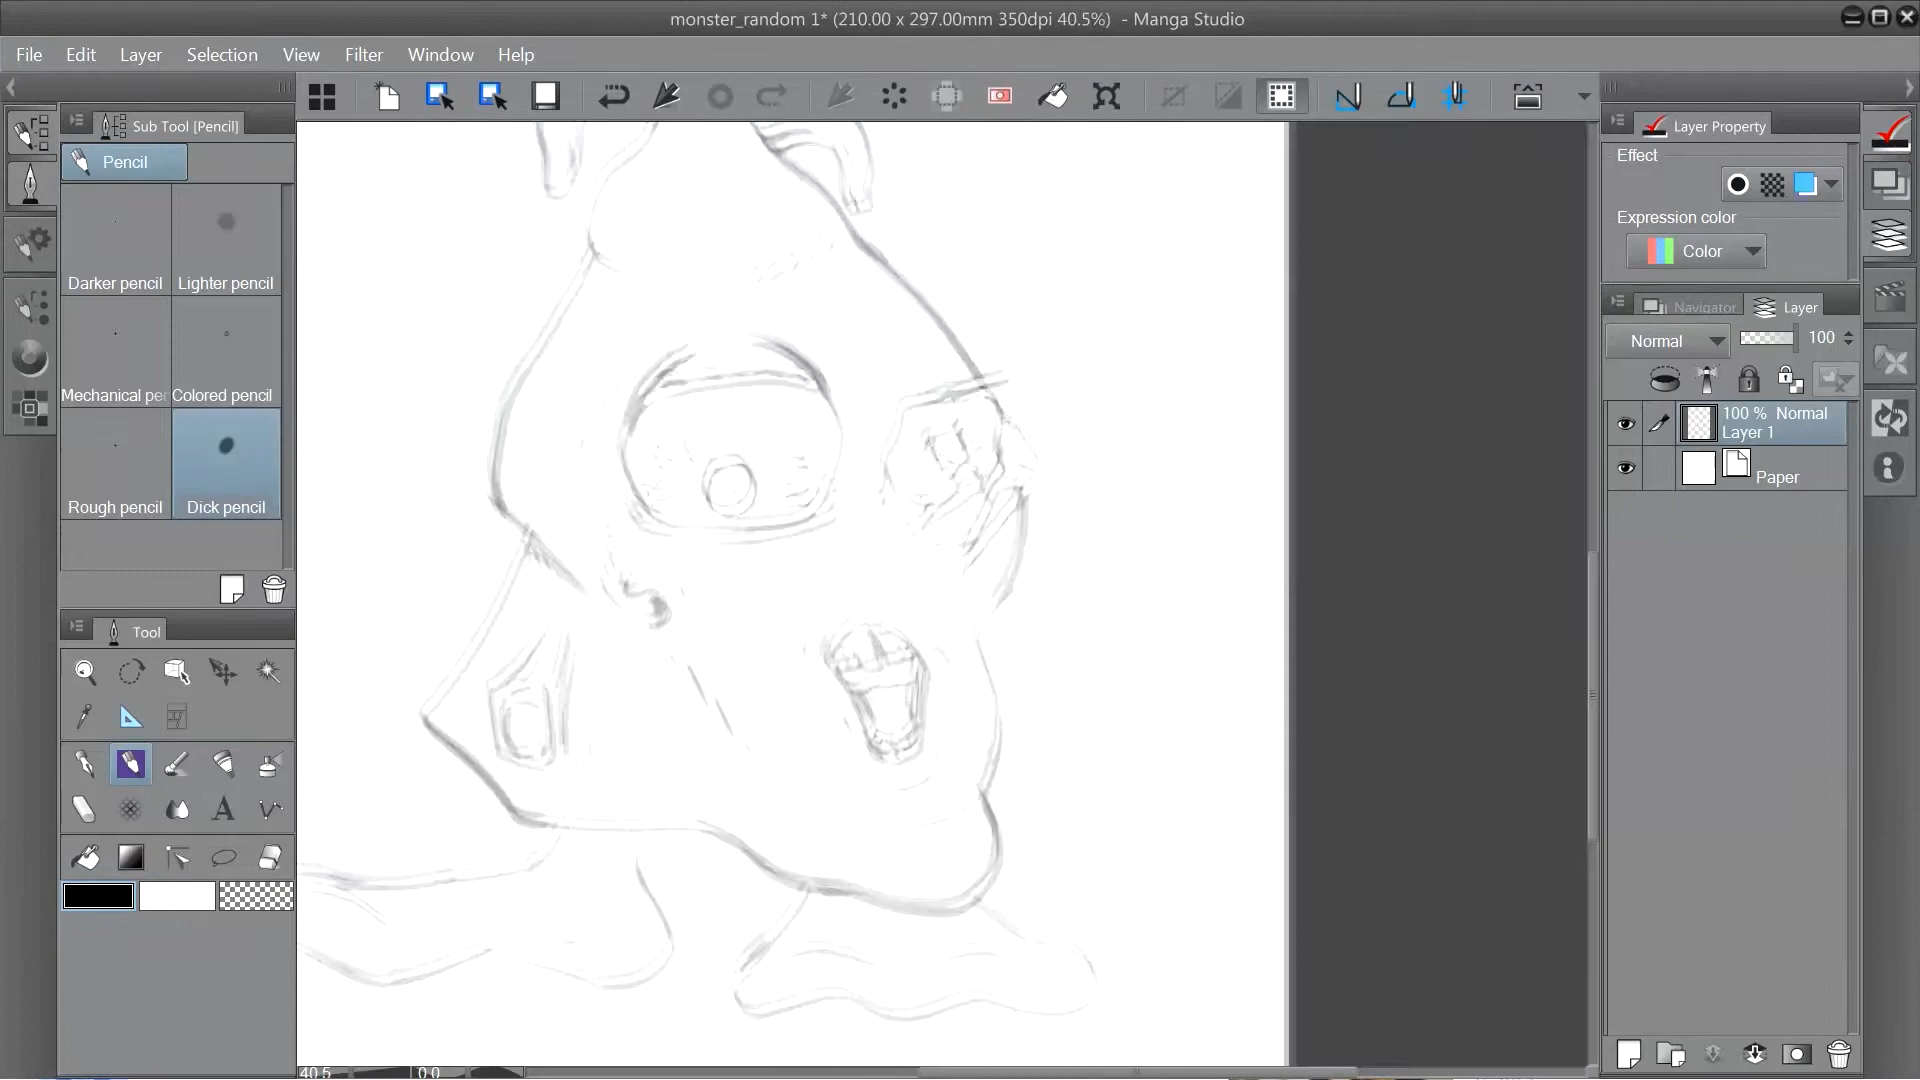 monster_random 1* (210.00 x 297.00mm 350dpi 40.5%) - Manga Studio
File Edit Layer Selection View Filter Window Help
Sub Tool [Pencil]
Pencil
Darker pencil Lighter pencil
Mechanical per Colored pencil
Rough pencil Dick pencil
Tool
Layer Property
Effect
Expression color
Color
Navigator Layer
Normal 100
100 % Normal
Layer 1
Paper
40.5 0.0